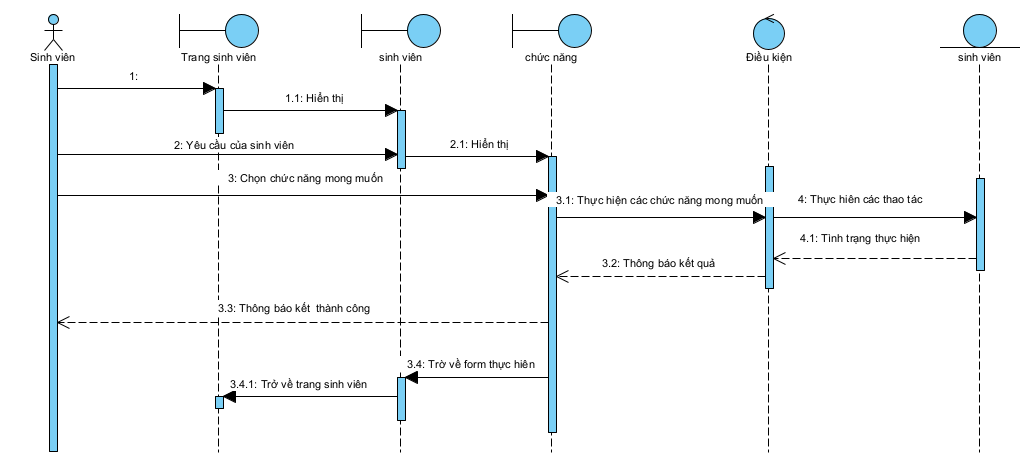 Sinh viên
Trang sinh viên
sinh viên
chức năng
Điều kiện
sinh viên
1:
1.1: Hiển thị
2: Yêu cầu của sinh viên
2.1: Hiển thị
3: Chọn chức năng mong muốn
3.1: Thực hiện các chức năng mong muốn
4: Thực hiên các thao tác
4.1: Tình trạng thực hiện
3.2: Thông báo kết quả
3.3: Thông báo kết thành công
3.4: Trờ về form thực hiên
3.4.1: Trở về trang sinh viên